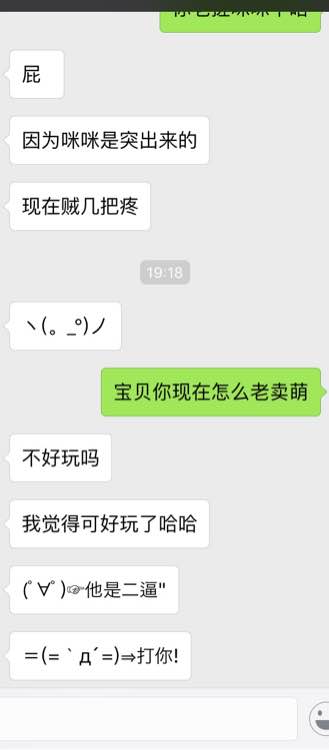 屁
因为咪咪是突出来的
现在贼几把疼
19:18
ヽ(。_°)ノ
宝贝你现在怎么老卖萌
不好玩吗
我觉得可好玩了哈哈
(ﾟ∀ﾟ)☞他是二逼"
＝(=｀д´=)⇒打你!